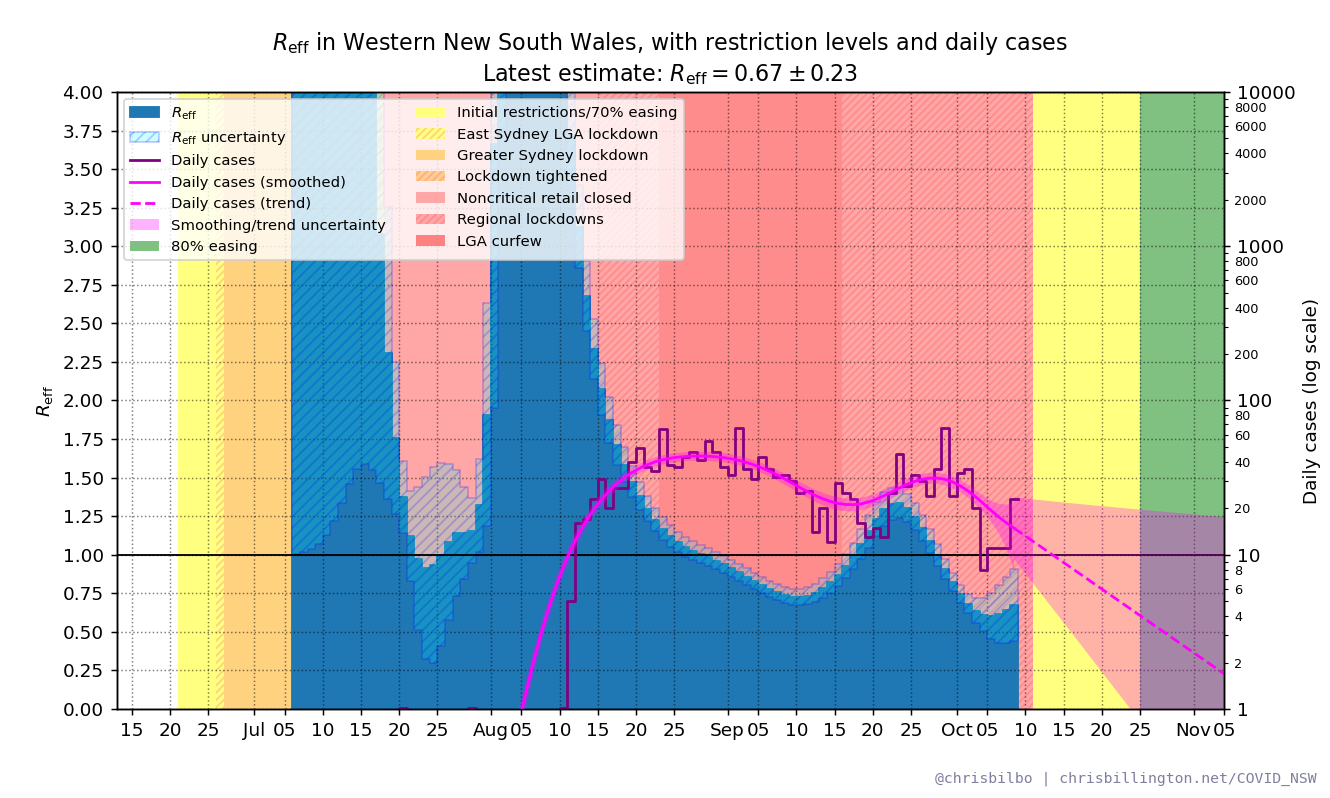 Reff in Western New South Wales, with restriction levels and daily cases
Latest estimate: Reff = 0.67 ± 0.23
Reff
Reff uncertainty
Daily cases
Daily cases (smoothed)
Daily cases (trend)
Smoothing/trend uncertainty
80% easing
Initial restrictions/70% easing
East Sydney LGA lockdown
Greater Sydney lockdown
Lockdown tightened
Noncritical retail closed
Regional lockdowns
LGA curfew
Reff
4.00
3.75
3.50
3.25
3.00
2.75
2.50
2.25
2.00
1.75
1.50
1.25
1.00
0.75
0.50
0.25
0.00
10000
8000
6000
4000
2000
1000
800
600
400
200
100
80
60
40
20
10
8
6
4
2
1
Daily cases (log scale)
15 20 25 Jul 05 10 15 20 25 Aug 05 10 15 20 25 Sep 05 10 15 20 25 Oct 05 10 15 20 25 Nov 05
@chrisbilbo | chrisbillington.net/COVID_NSW